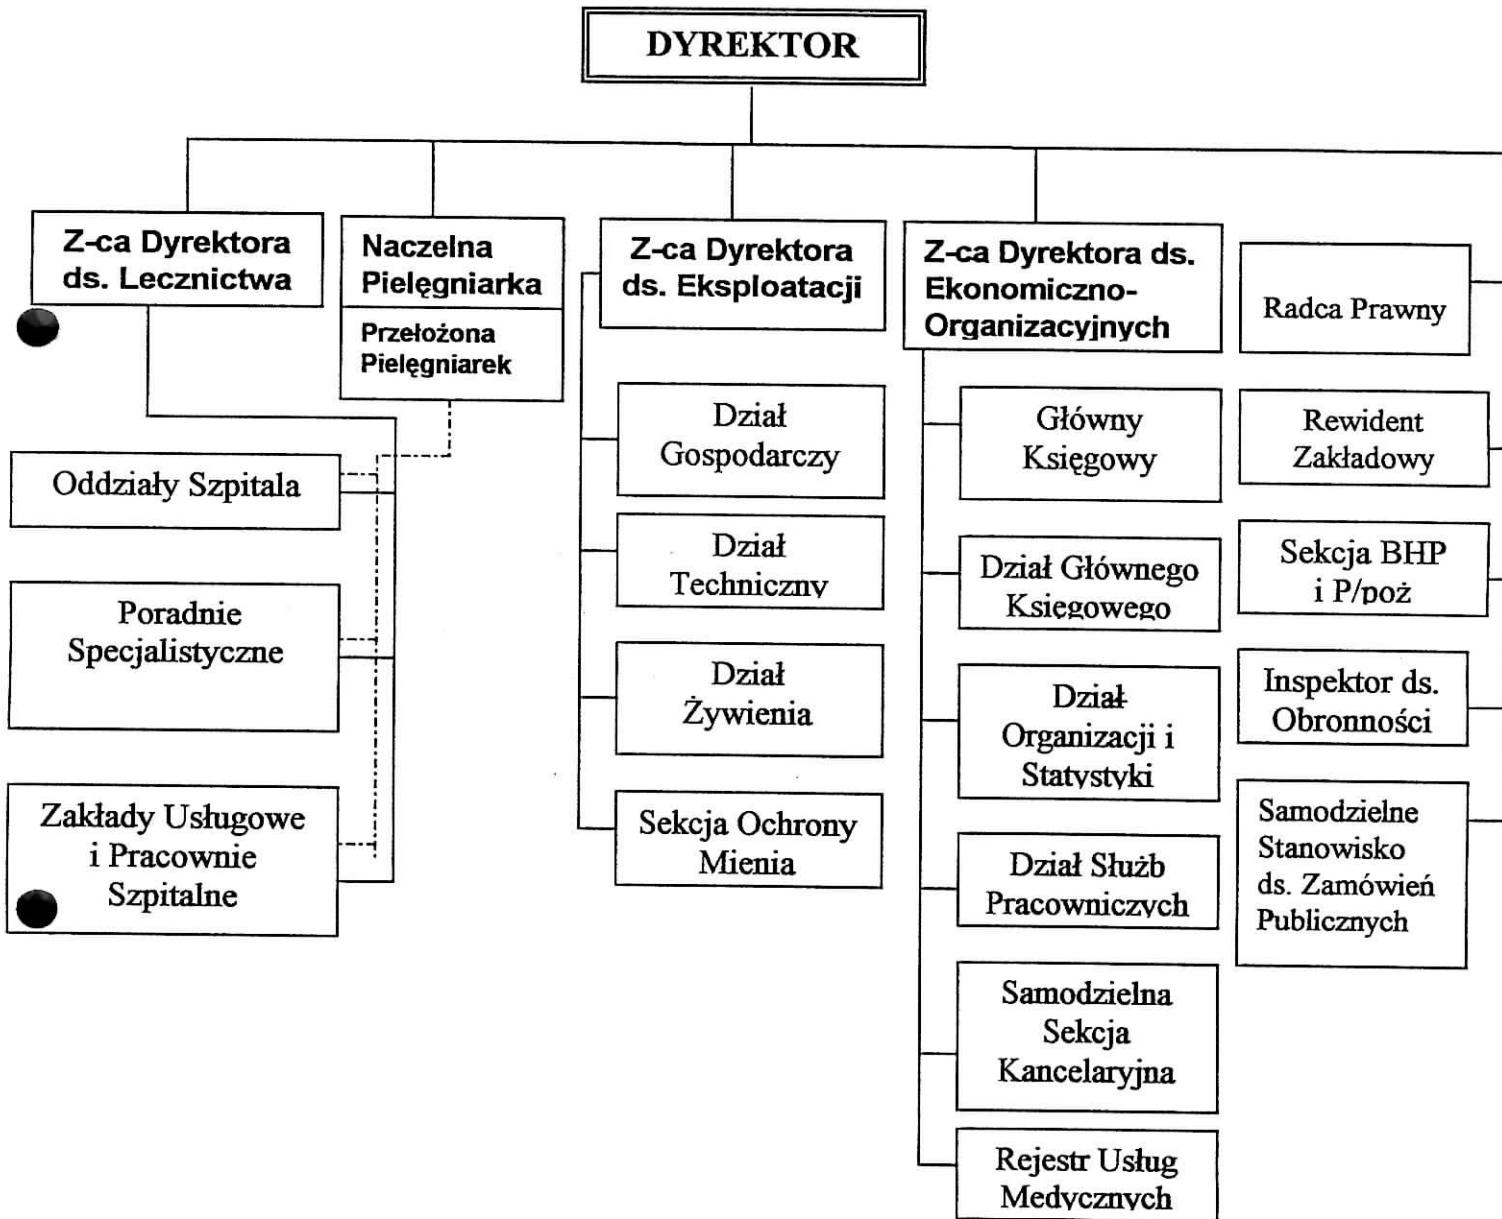 DYREKTOR
Z-ca Dyrektora
ds. Lecznictwa
Naczelna
Pielęgniarka
Przełożona
Pielęgniarek
Z-ca Dyrektora
ds. Eksploatacji
Z-ca Dyrektora ds.
Ekonomiczno-
Organizacyjnych
Radca Prawny
Oddziały Szpitala
Poradnie
Specjalistyczne
Zakłady Usługowe
i Pracownie
Szpitalne
Dział
Gospodarczy
Dział
Techniczny
Dział
Żywienia
Sekcja Ochrony
Mienia
Główny
Księgowy
Dział Głównego
Księgowego
Dział
Organizacji i
Statystyki
Dział Służb
Pracowniczych
Samodzielna
Sekcja
Kancelaryjna
Rejestr Usług
Medycznych
Rewident
Zakładowy
Sekcja BHP
i P/poż
Inspektor ds.
Obronności
Samodzielne
Stanowisko
ds. Zamówień
Publicznych